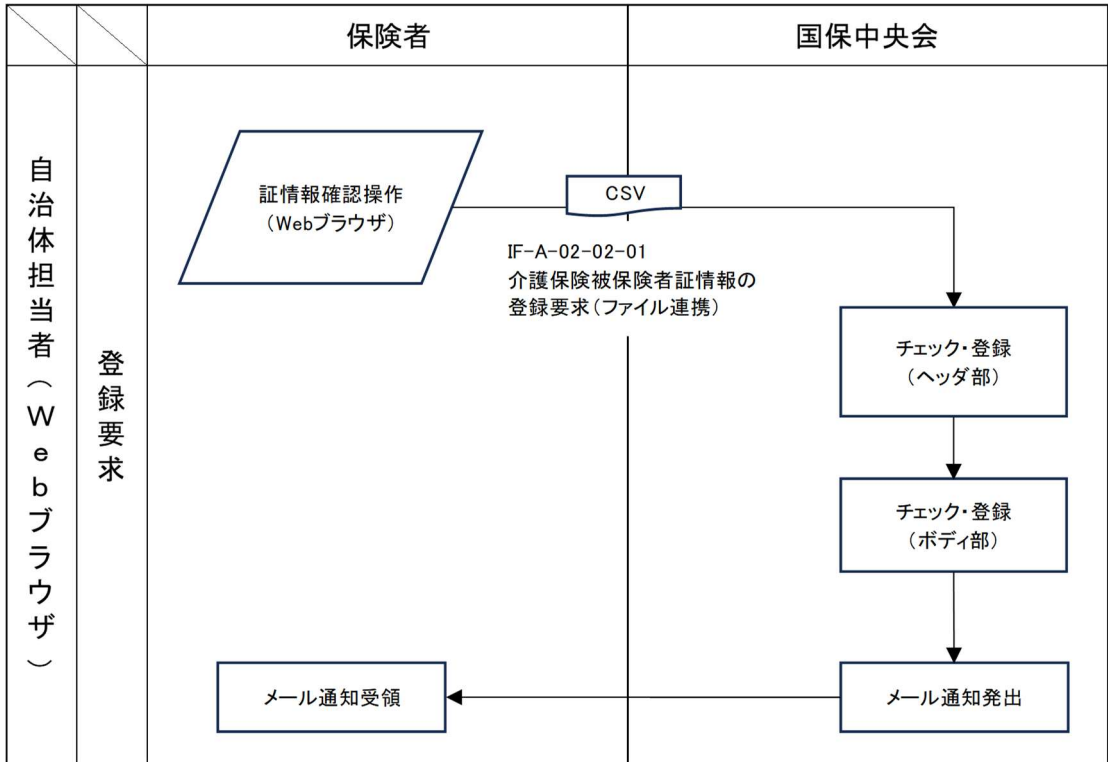 保険者
国保中央会
自治体担当者（Webブラウザ）
登録要求
証情報確認操作
（Webブラウザ）
CSV
IF-A-02-02-01
介護保険被保険者証情報の
登録要求（ファイル連携）
チェック・登録
（ヘッダ部）
チェック・登録
（ボディ部）
メール通知受領
メール通知発出